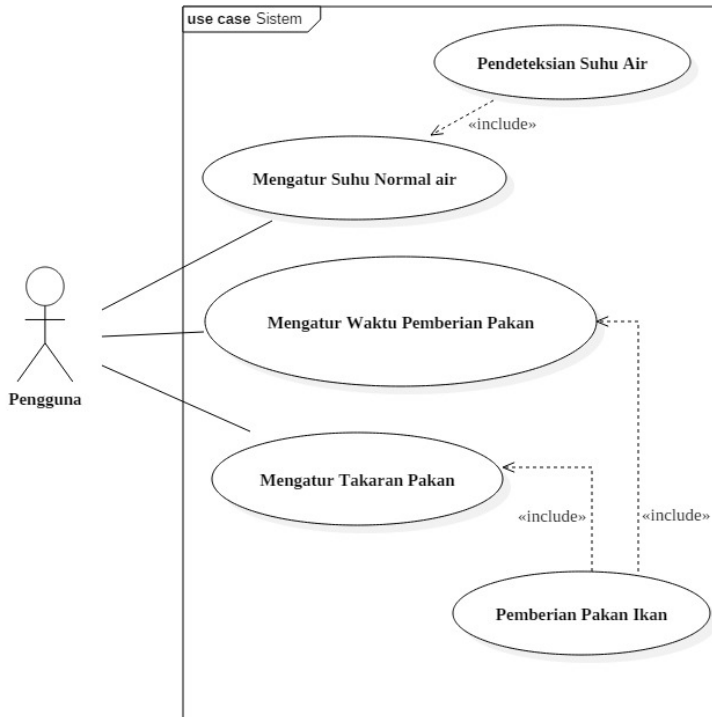 use case Sistem
Pendeteksian Suhu Air
«include»
Mengatur Suhu Normal air
Mengatur Waktu Pemberian Pakan
Pengguna
Mengatur Takaran Pakan
«include»
«include»
Pemberian Pakan Ikan